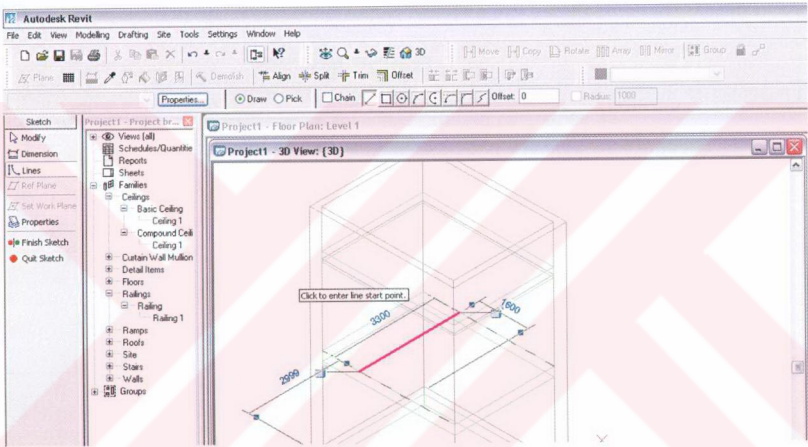 Autodesk Revit
File Edit View Modelling Drafting Site Tools Settings Window Help
3D Move Copy Rotate Array Mirror Group
Plane Demolish Align Split Trim Offset
Properties... Draw Pick Chain Offset: 0 Radius: 1000
Sketch
Modify
Dimension
Lines
Ref Plane
Set Work Plane
Properties
Finish Sketch
Quit Sketch
Project1 - Project br...
Views (all)
Schedules/Quantitie
Reports
Sheets
Families
Ceilings
Basic Ceiling
Ceiling 1
Compound Ceil
Ceiling 1
Curtain Wall Mullion
Detail Items
Floors
Railings
Railing
Railing 1
Ramps
Roofs
Site
Stairs
Walls
Groups
Project1 - Floor Plan: Level 1
Project1 - 3D View: {3D}
Click to enter line start point.
1600
3300
2999